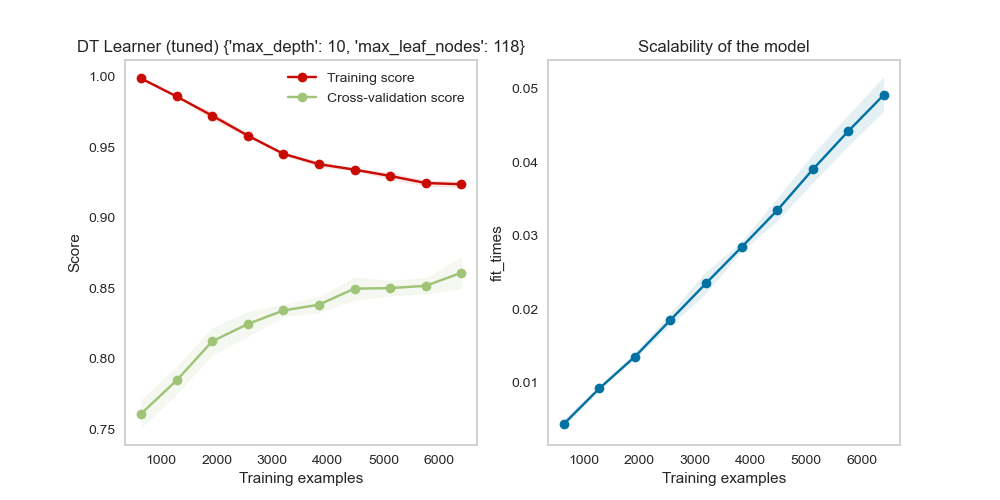 DT Learner (tuned) {'max_depth': 10, 'max_leaf_nodes': 118}
Training score
Cross-validation score
Score
1.00
0.95
0.90
0.85
0.80
0.75
1000 2000 3000 4000 5000 6000
Training examples
Scalability of the model
fit_times
0.05
0.04
0.03
0.02
0.01
1000 2000 3000 4000 5000 6000
Training examples